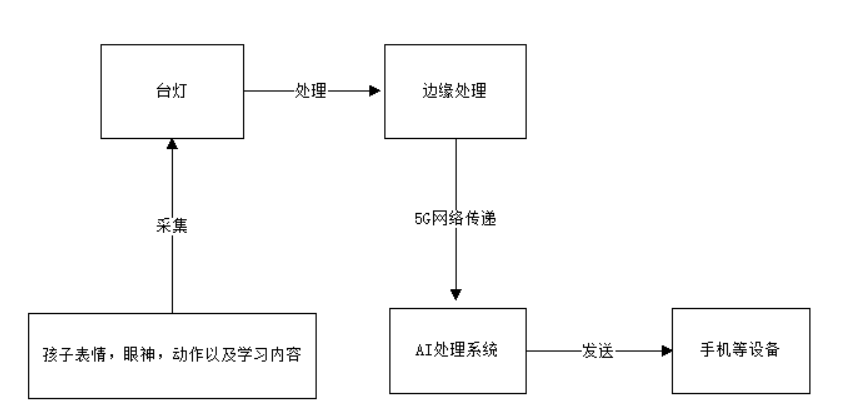 台灯
处理
边缘处理
采集
5G网络传递
孩子表情，眼神，动作以及学习内容
AI处理系统
发送
手机等设备